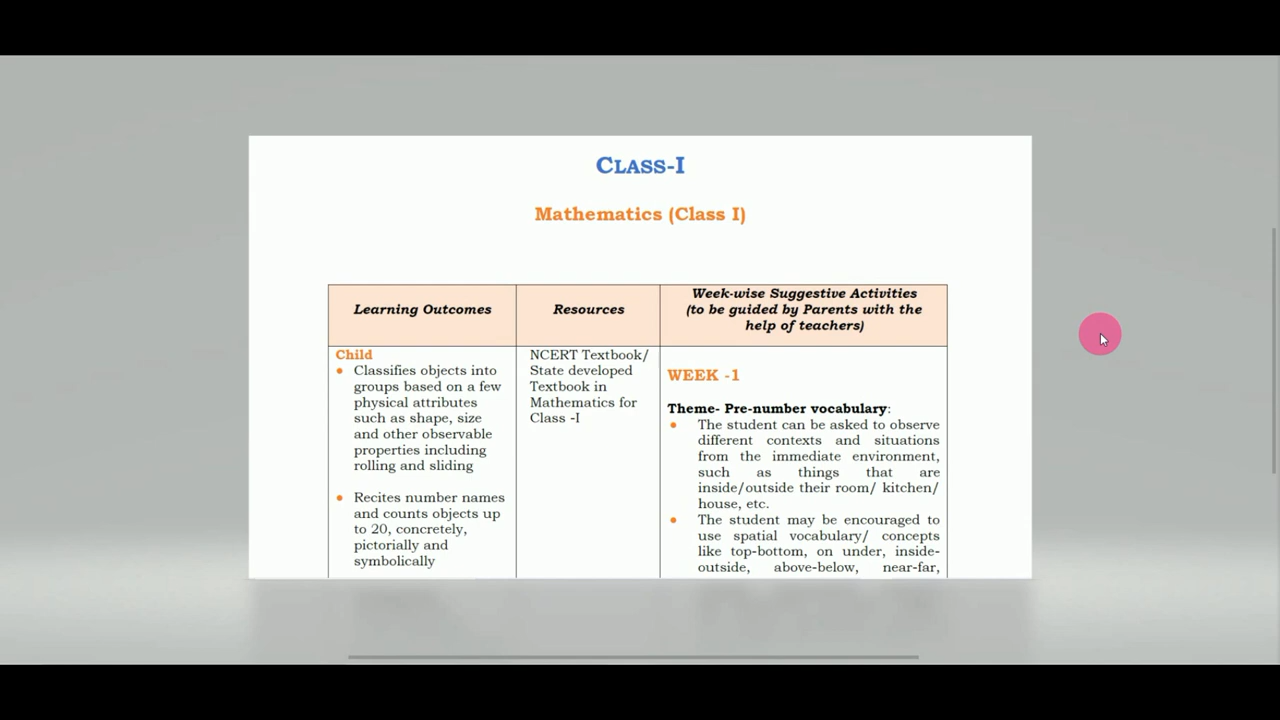 CLASS-I
Mathematics (Class I)
Learning Outcomes
Resources
Week-wise Suggestive Activities
(to be guided by Parents with the
help of teachers)
Child
● Classifies objects into
groups based on a few
physical attributes
such as shape, size
and other observable
properties including
rolling and sliding
● Recites number names
and counts objects up
to 20, concretely,
pictorially and
symbolically
NCERT Textbook/
State developed
Textbook in
Mathematics for
Class -I
WEEK -1
Theme- Pre-number vocabulary:
● The student can be asked to observe
different contexts and situations
from the immediate environment,
such as things that are
inside/outside their room/ kitchen/
house, etc.
● The student may be encouraged to
use spatial vocabulary/ concepts
like top-bottom, on under, inside-
outside, above-below, near-far,